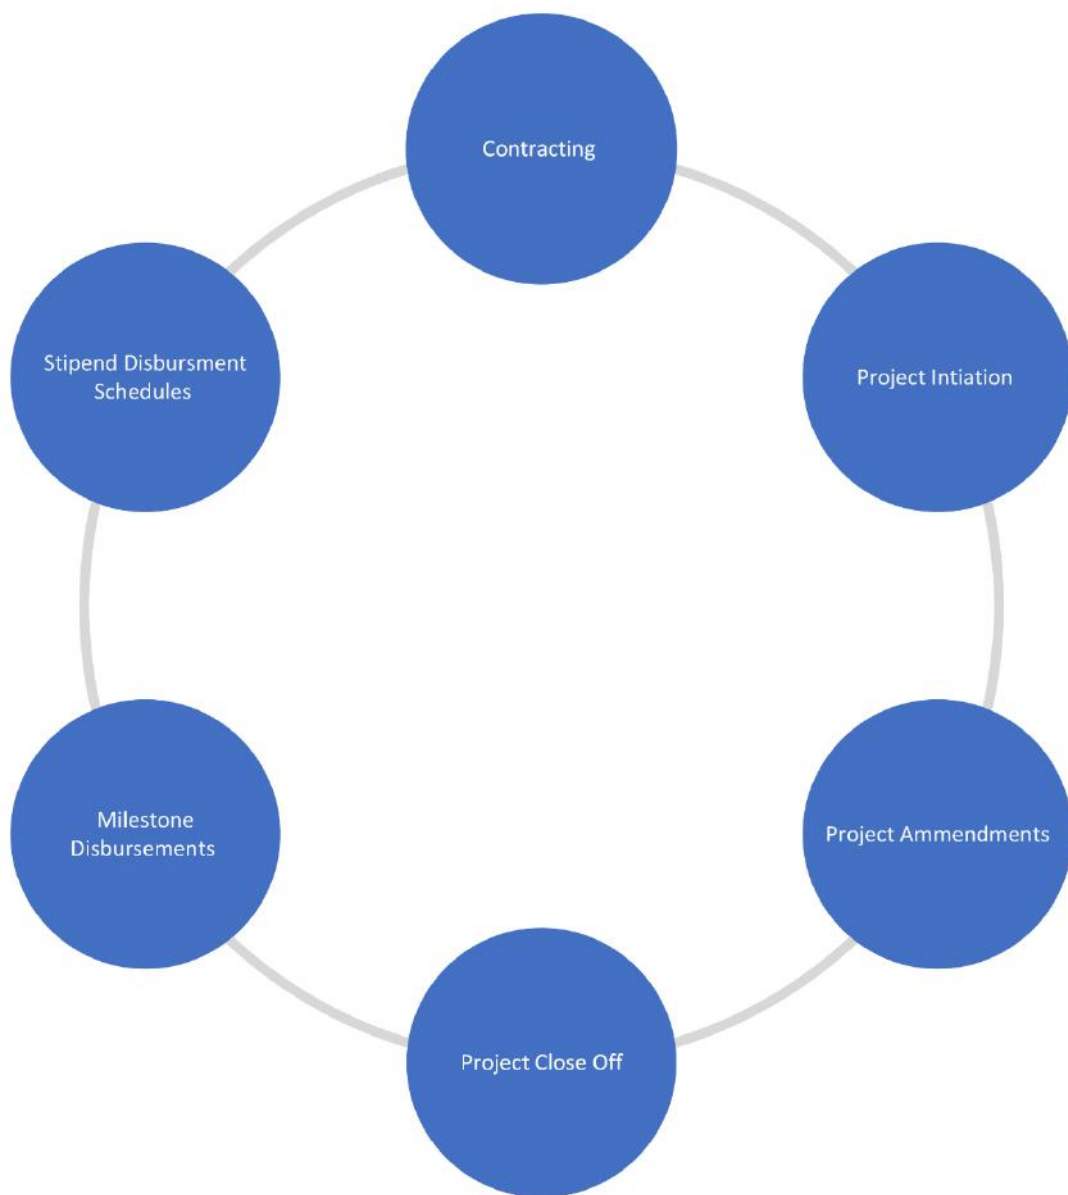 Contracting
Project Intiation
Project Ammendments
Project Close Off
Milestone
Disbursements
Stipend Disbursment
Schedules